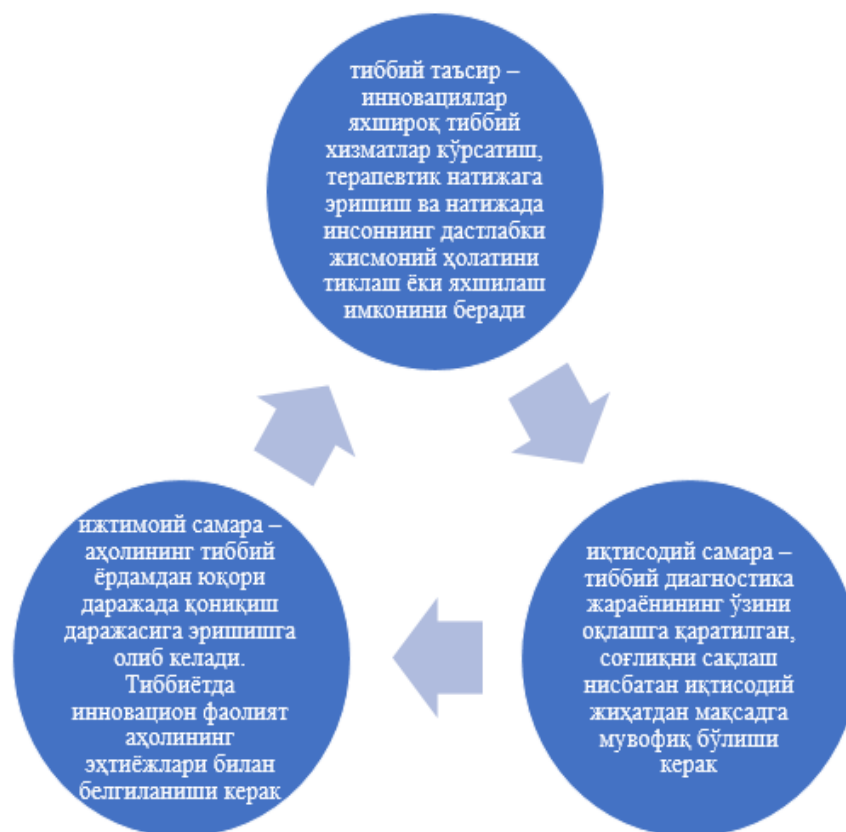 тиббий таъсир –
инновациялар
яхшироқ тиббий
хизматлар кўрсатиш,
терапевтик натижага
эришиш ва натижада
инсоннинг дастлабки
жисмоний ҳолатини
тиклаш ёки яхшилаш
имконини беради
иқтисодий самара –
тиббий диагностика
жараёнининг ўзини
оқлашга қаратилган,
соғлиқни сақлаш
нисбатан иқтисодий
жиҳатдан мақсадга
мувофиқ бўлиши
керак
ижтимоий самара –
аҳолининг тиббий
ёрдамдан юқори
даражада қониқиш
даражасига эришишга
олиб келади.
Тиббиётда
инновацион фаолият
аҳолининг
эҳтиёжлари билан
белгиланиши керак